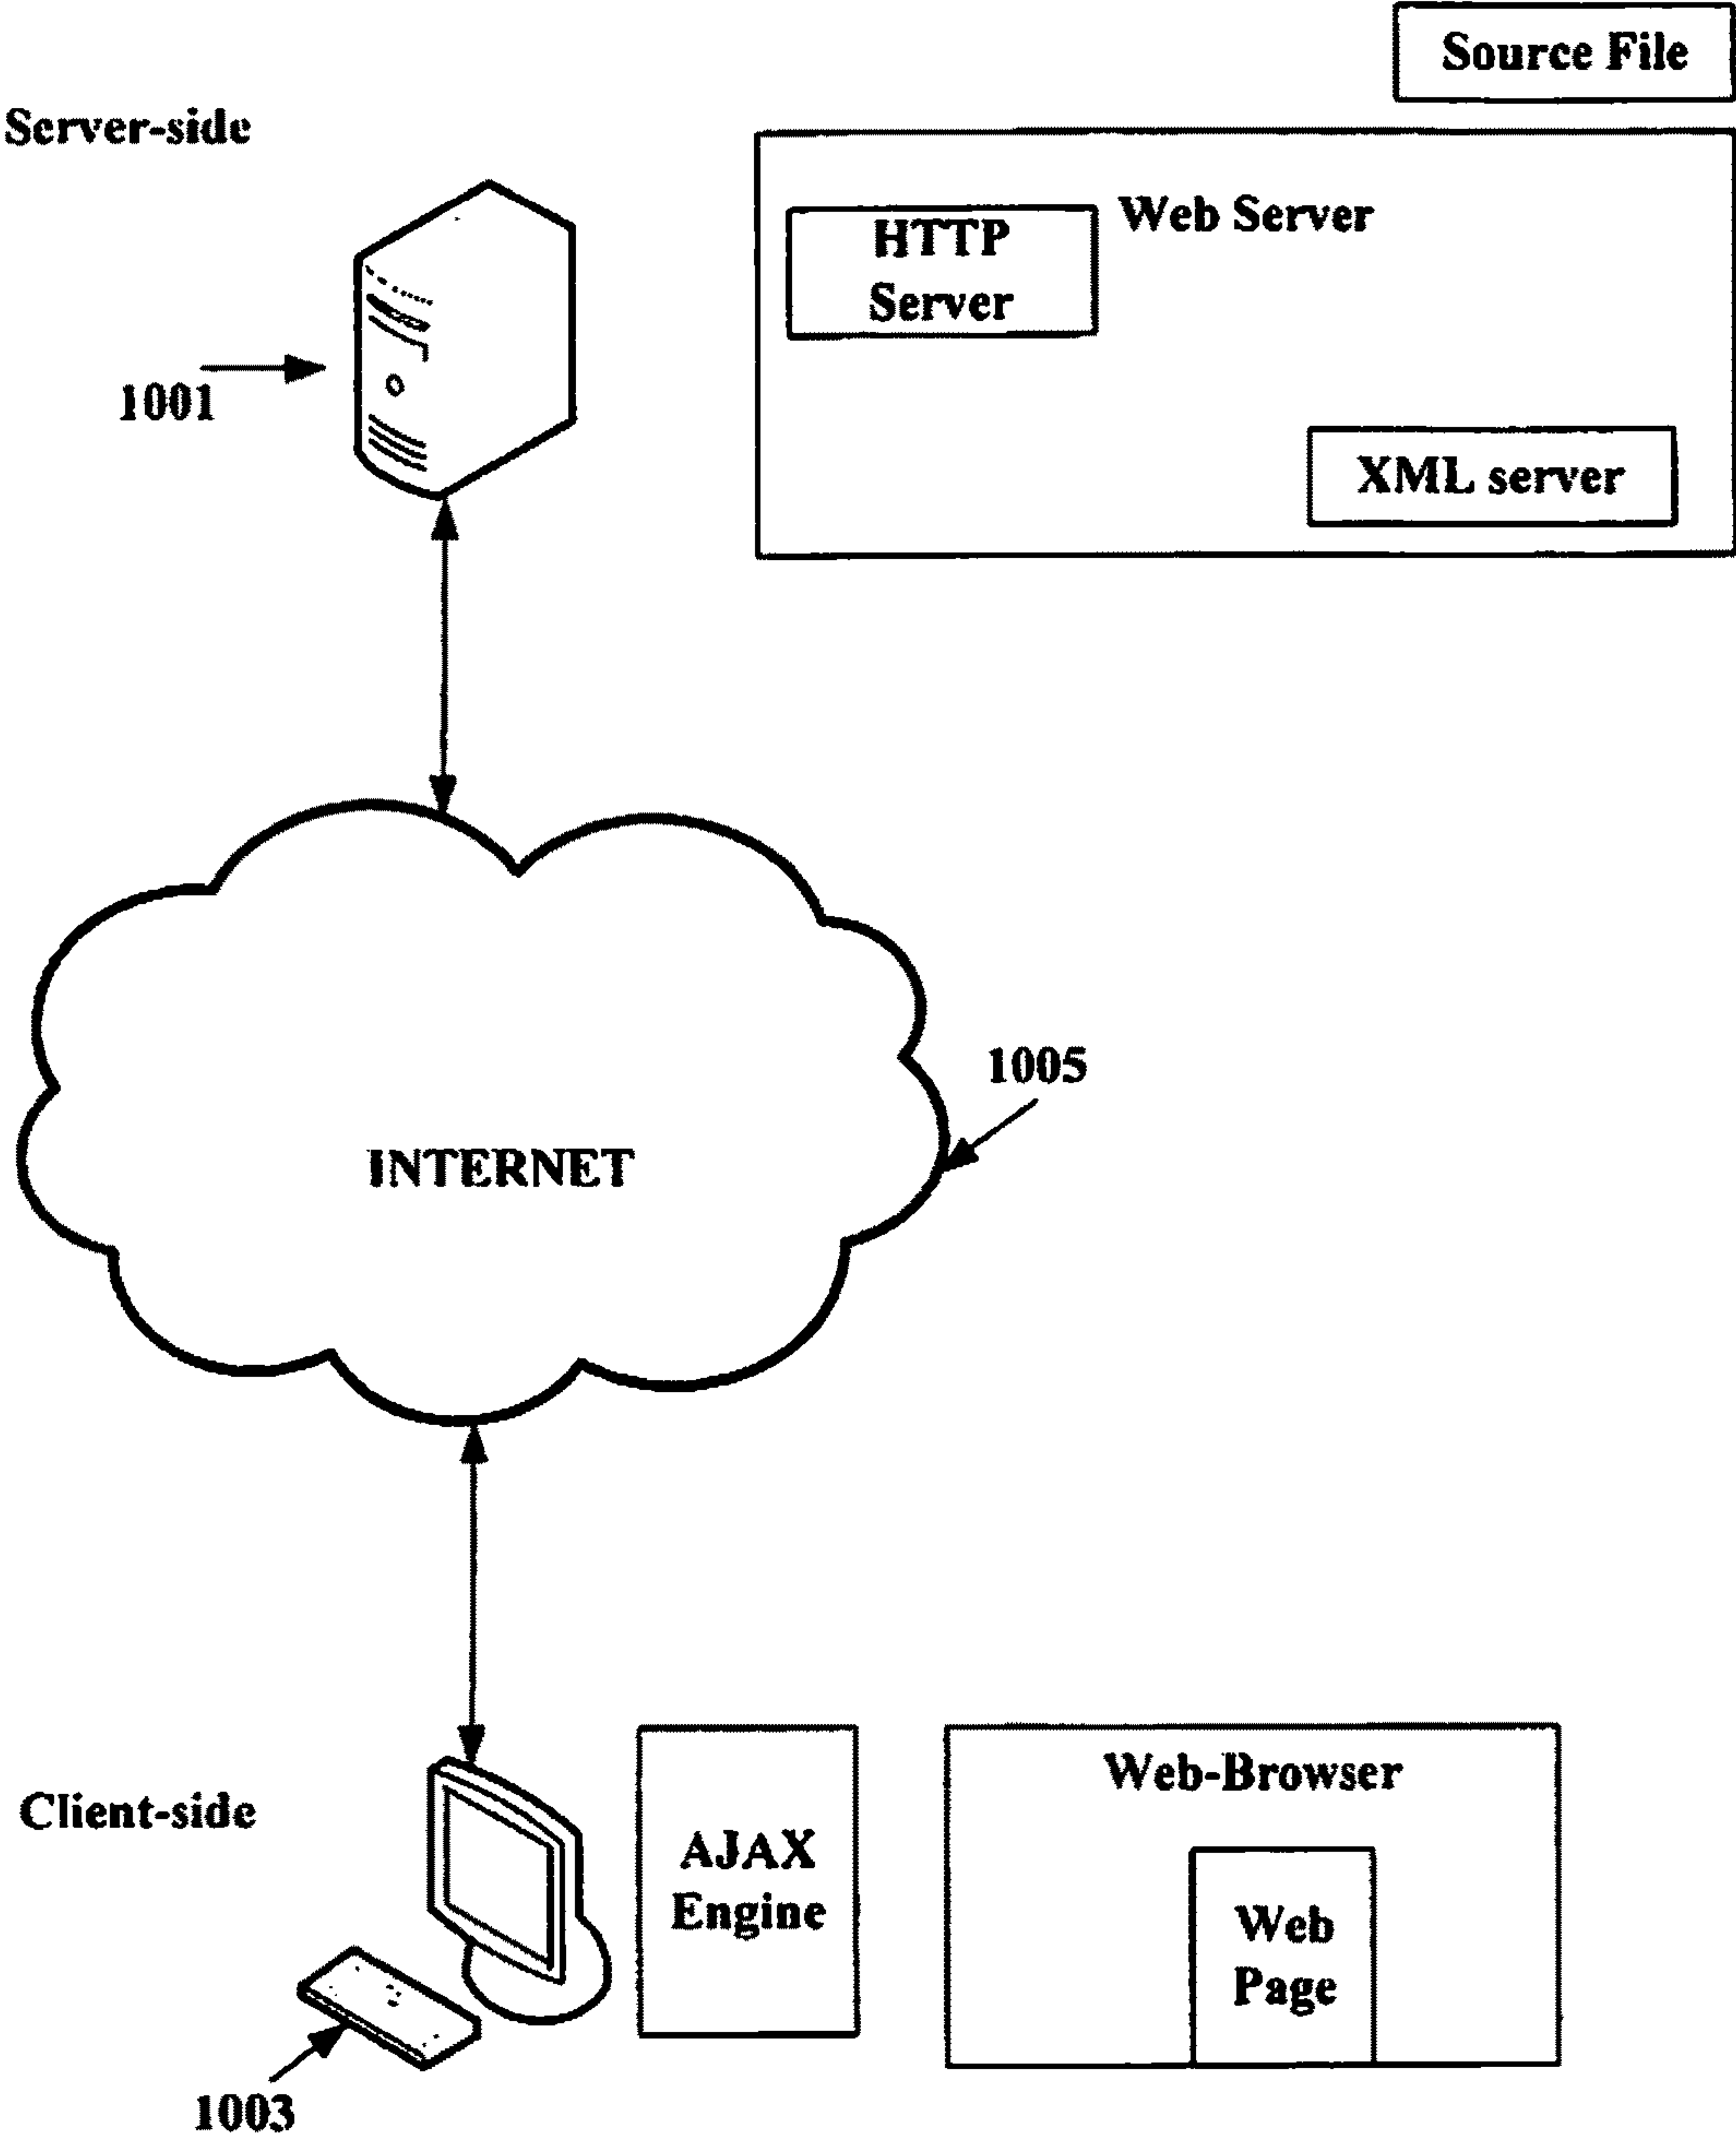 Source File
Server-side
Web Server
HTTP
Server
1001
XML server
1005
INTERNET
Web-Browser
Client-side
AJAX
Engine
Web
Page
1003